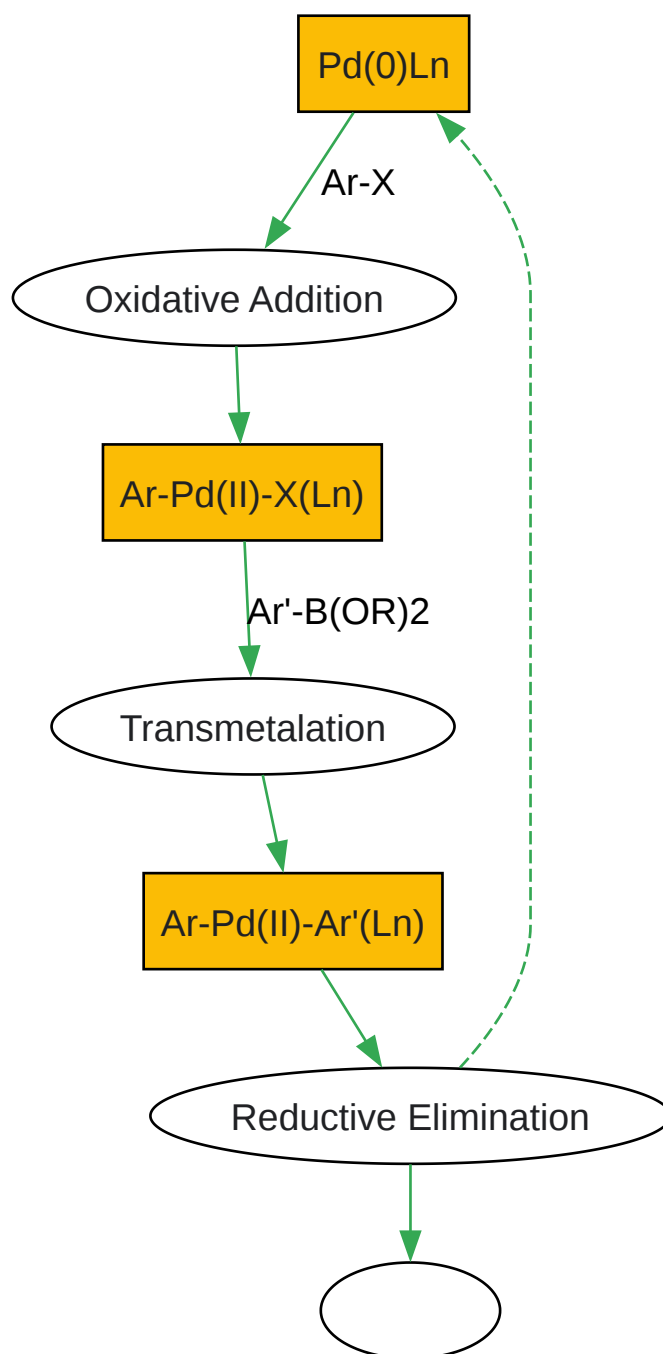 Pd(0)Ln
Ar-X
Oxidative Addition
Ar-Pd(II)-X(Ln)
Ar'-B(OR)2
Transmetalation
Ar-Pd(II)-Ar'(Ln)
Reductive Elimination